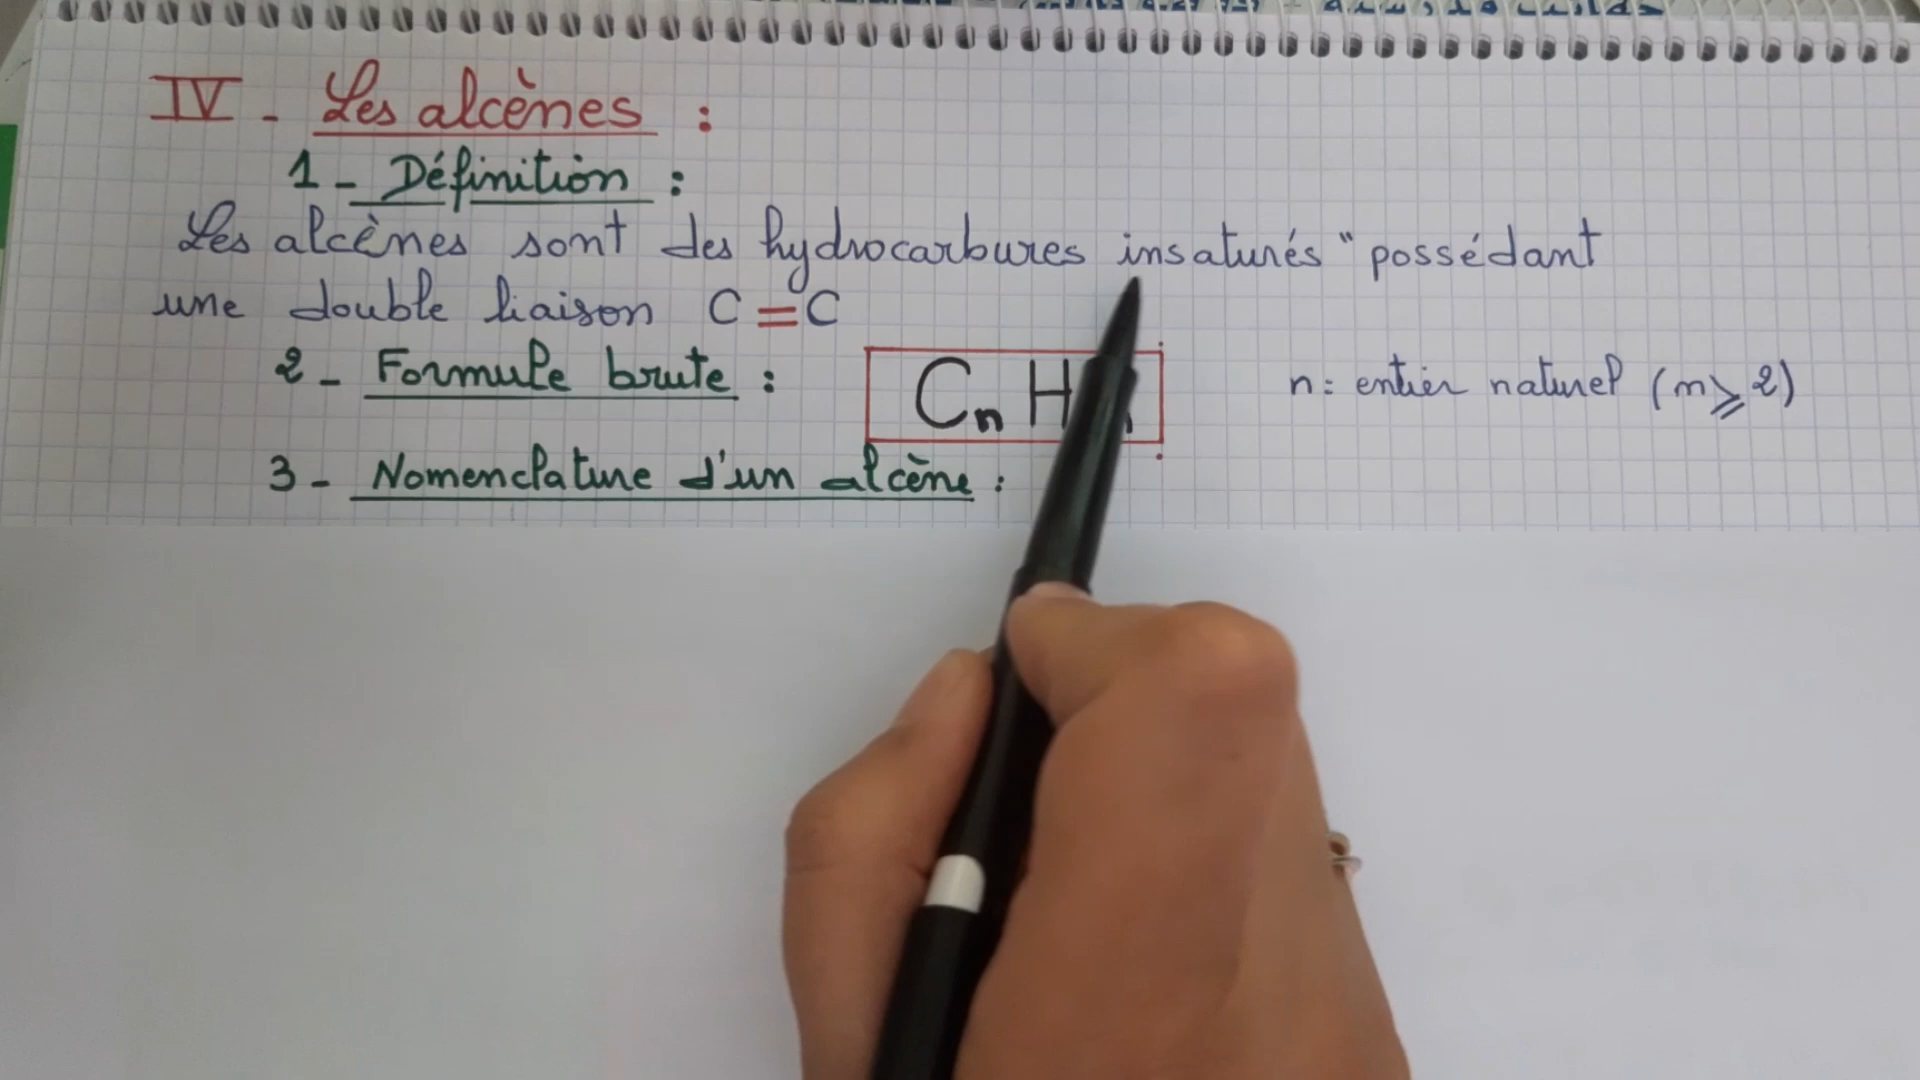 IV - Les alcènes :
1 - Définition :
Les alcènes sont des hydrocarbures insaturés " possédant
une double liaison C = C
2 - Formule brute : Cn H n : entier naturel (n ⩾ 2)
3 - Nomenclature d'un alcène :